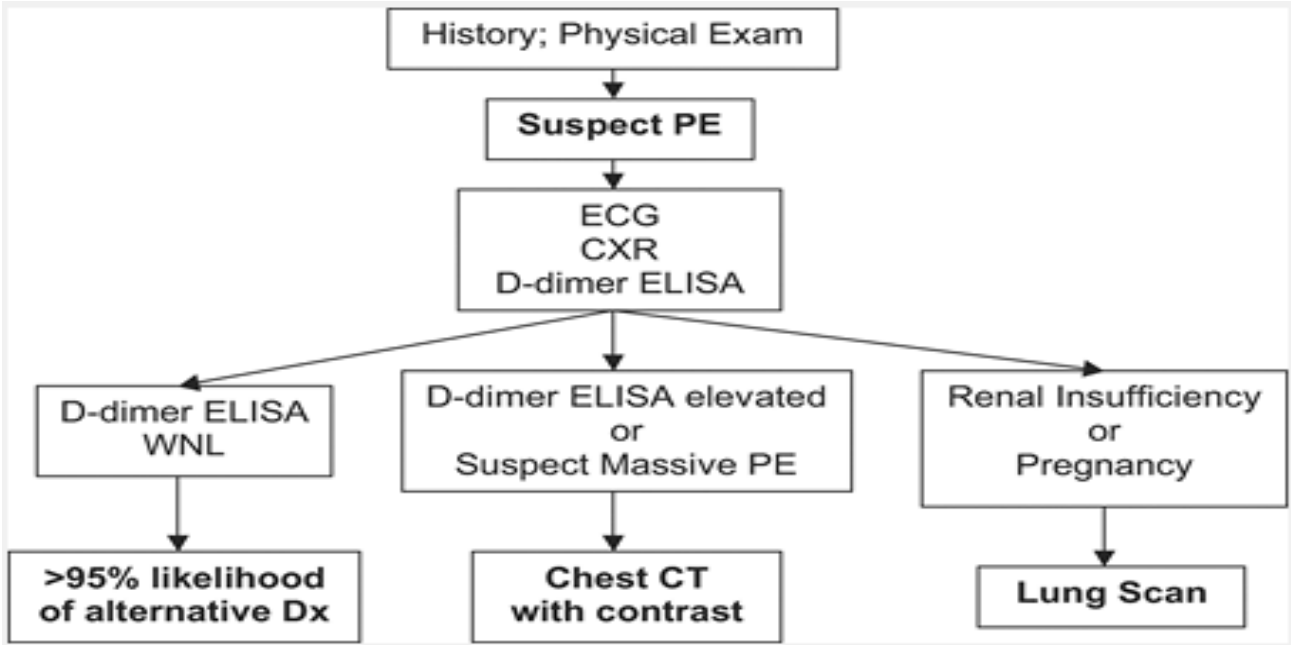 History; Physical Exam
Suspect PE
ECG
CXR
D-dimer ELISA
D-dimer ELISA
WNL
D-dimer ELISA elevated
or
Suspect Massive PE
Renal Insufficiency
or
Pregnancy
>95% likelihood
of alternative Dx
Chest CT
with contrast
Lung Scan